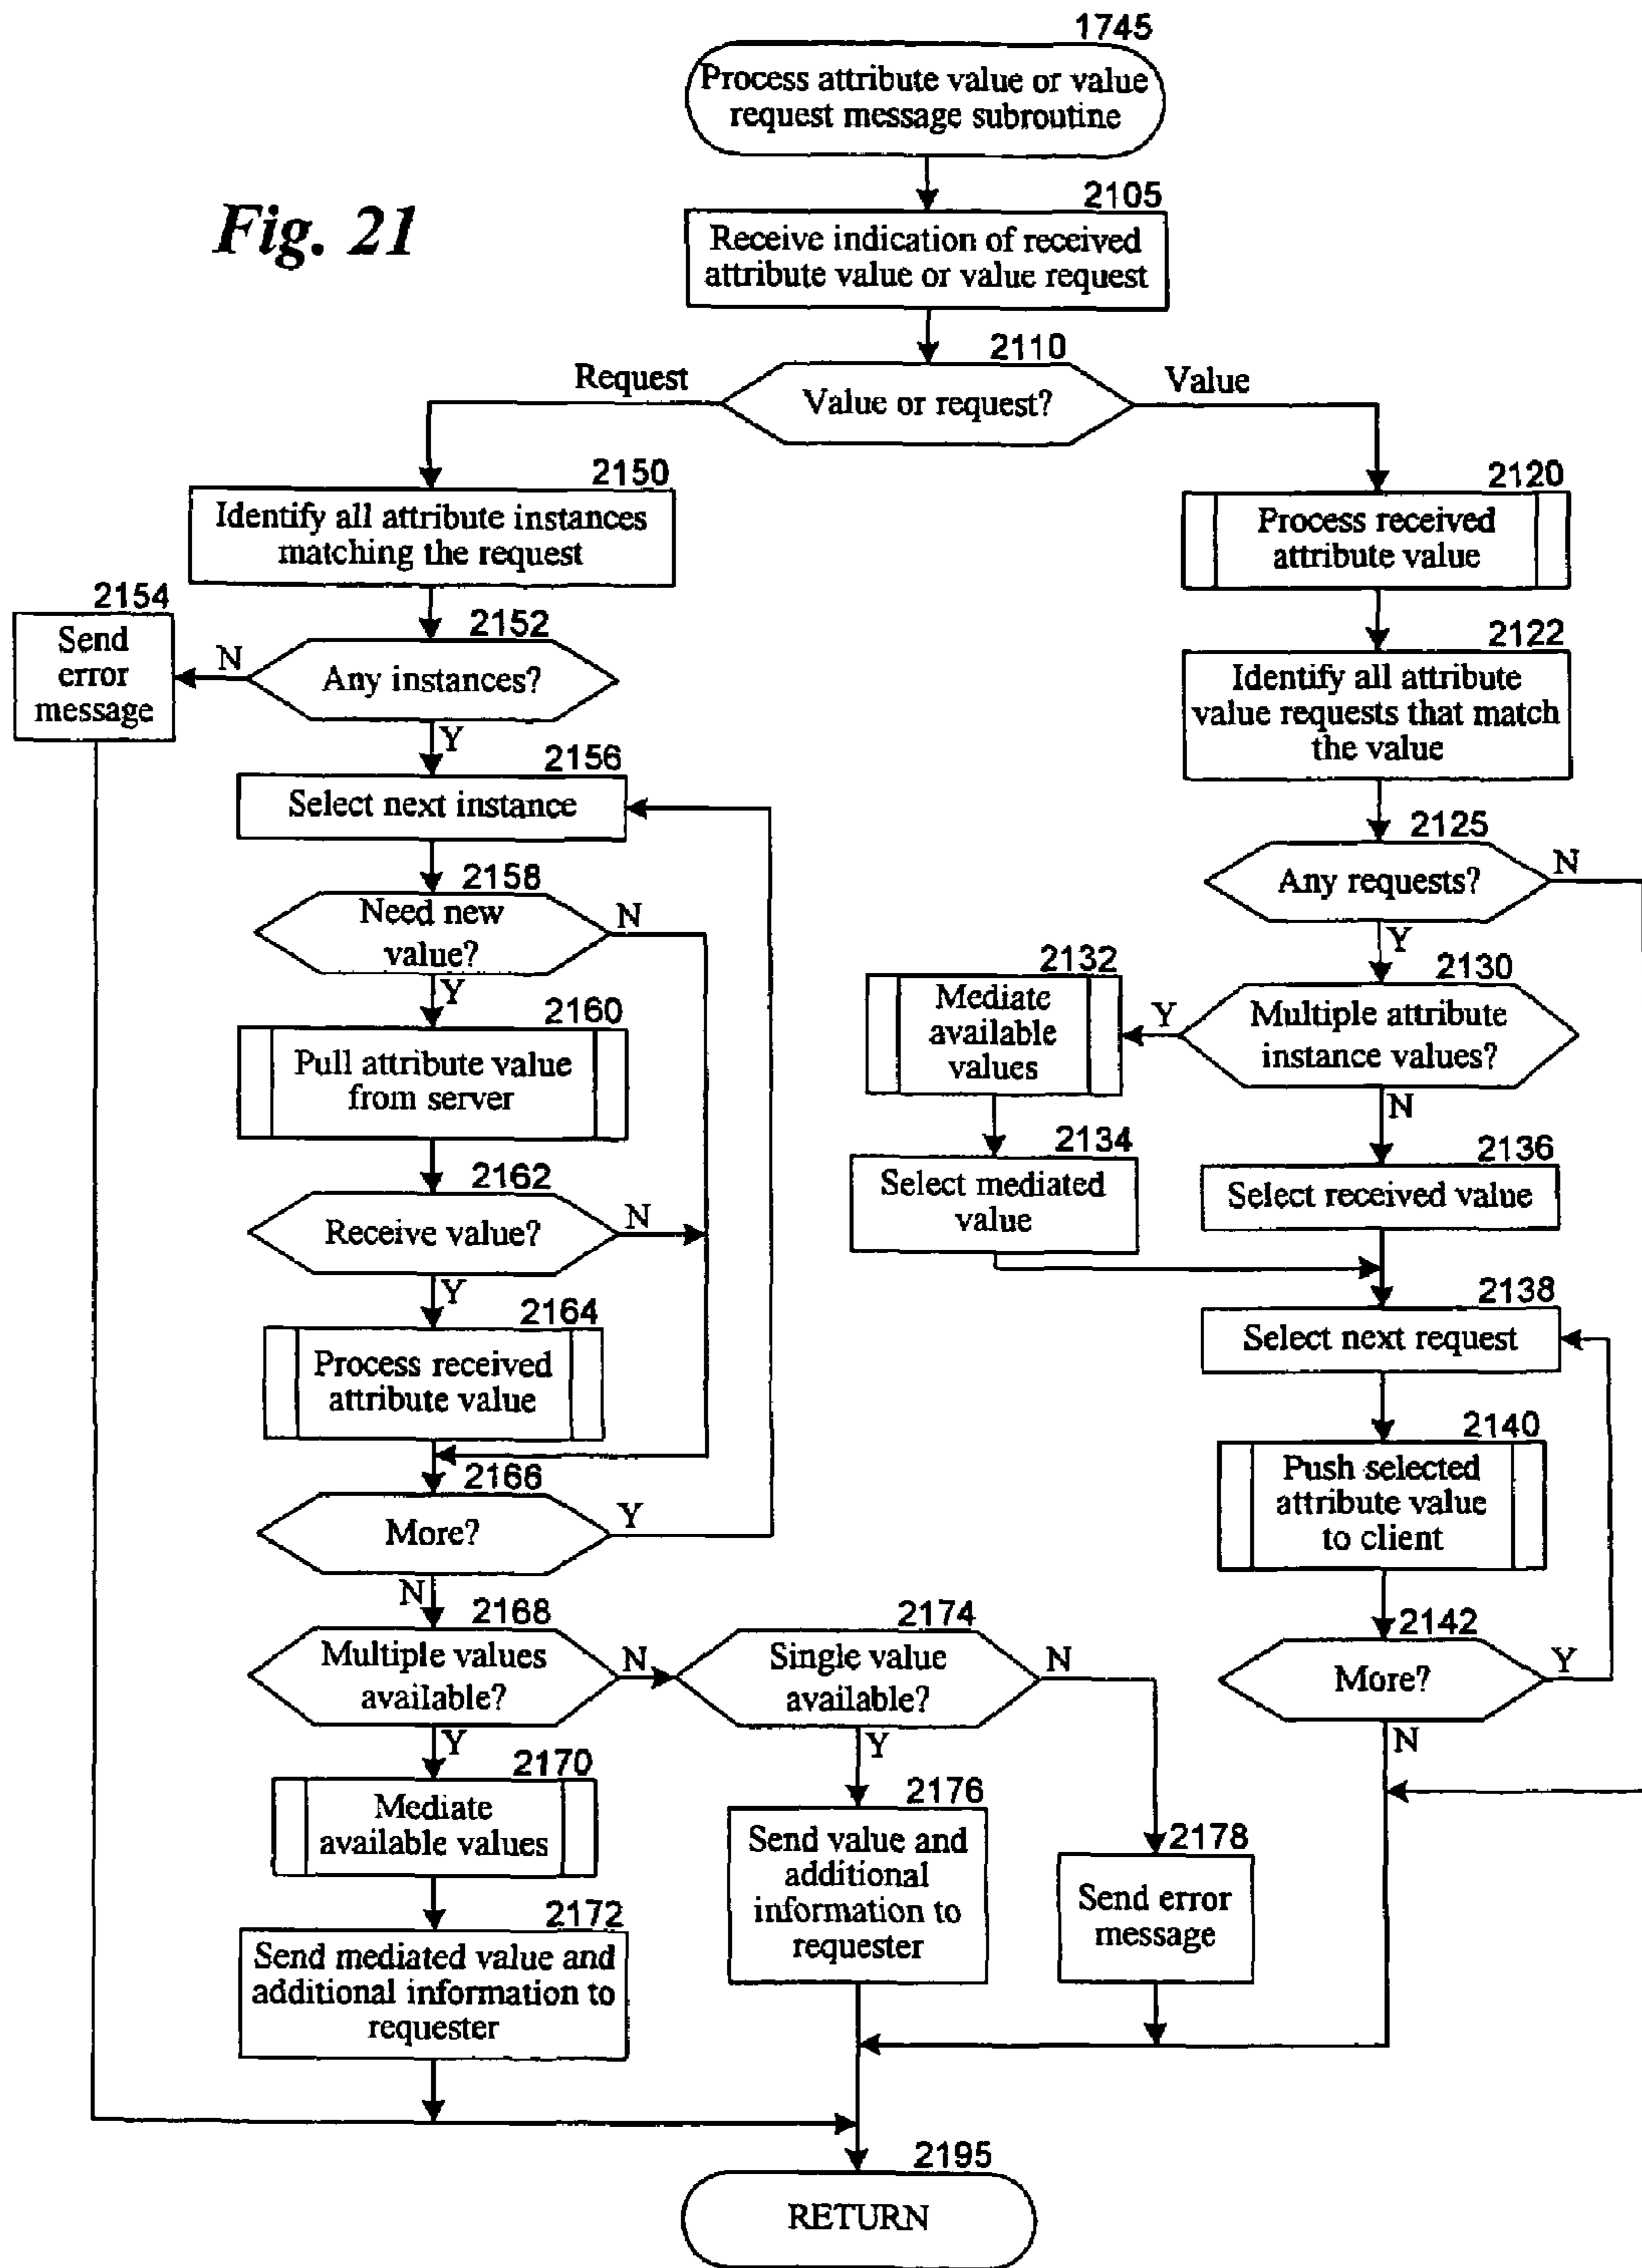 1745
Process attribute value or value
request message subroutine
Fig. 21
2105
Receive indication of received
attribute value or value request
2110
Value or request?
Request
Value
2150
Identify all attribute instances
matching the request
2152
Any instances?
N
Y
2154
Send
error
message
2156
Select next instance
2158
Need new
value?
N
Y
2160
Pull attribute value
from server
2162
Receive value?
N
Y
2164
Process received
attribute value
2166
More?
Y
N
2168
Multiple values
available?
N
Y
2170
Mediate
available values
2172
Send mediated value and
additional information to
requester
2174
Single value
available?
N
Y
2176
Send value and
additional
information to
requester
2178
Send error
message
2120
Process received
attribute value
2122
Identify all attribute
value requests that match
the value
2125
Any requests?
N
Y
2130
Multiple attribute
instance values?
Y
N
2132
Mediate
available
values
2134
Select mediated
value
2136
Select received value
2138
Select next request
2140
Push selected
attribute value
to client
2142
More?
Y
N
2195
RETURN